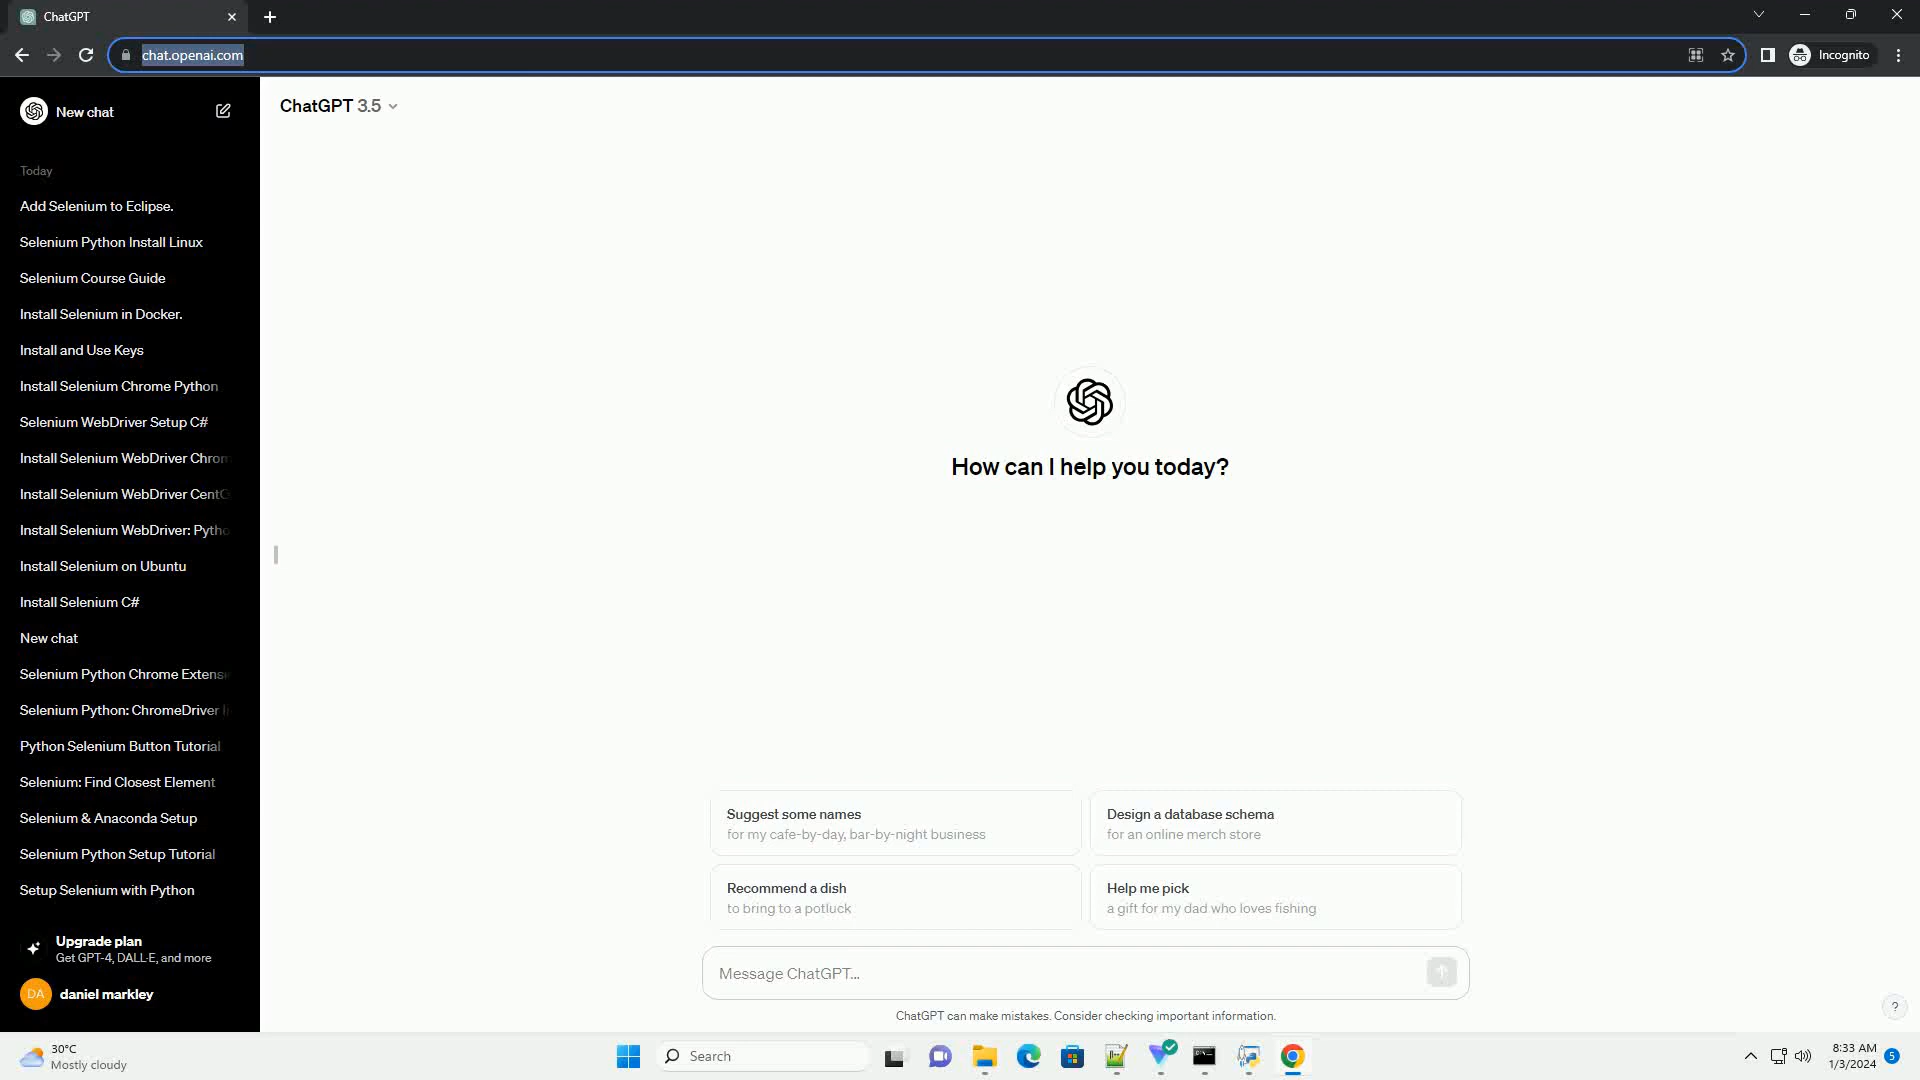 ChatGPT
chat.openai.com
Incognito
New chat
ChatGPT 3.5
Today
Add Selenium to Eclipse.
Selenium Python Install Linux
Selenium Course Guide
Install Selenium in Docker.
Install and Use Keys
Install Selenium Chrome Python
Selenium WebDriver Setup C#
Install Selenium WebDriver Chrom
Install Selenium WebDriver CentO
Install Selenium WebDriver: Pytho
Install Selenium on Ubuntu
Install Selenium C#
New chat
Selenium Python Chrome Extensi
Selenium Python: ChromeDriver
Python Selenium Button Tutorial
Selenium: Find Closest Element
Selenium & Anaconda Setup
Selenium Python Setup Tutorial
Setup Selenium with Python
Upgrade plan
Get GPT-4, DALL·E, and more
DA
daniel markley
How can I help you today?
Suggest some names
for my cafe-by-day, bar-by-night business
Design a database schema
for an online merch store
Recommend a dish
to bring to a potluck
Help me pick
a gift for my dad who loves fishing
Message ChatGPT...
ChatGPT can make mistakes. Consider checking important information.
?
30°C
Mostly cloudy
Search
8:33 AM
1/3/2024
5